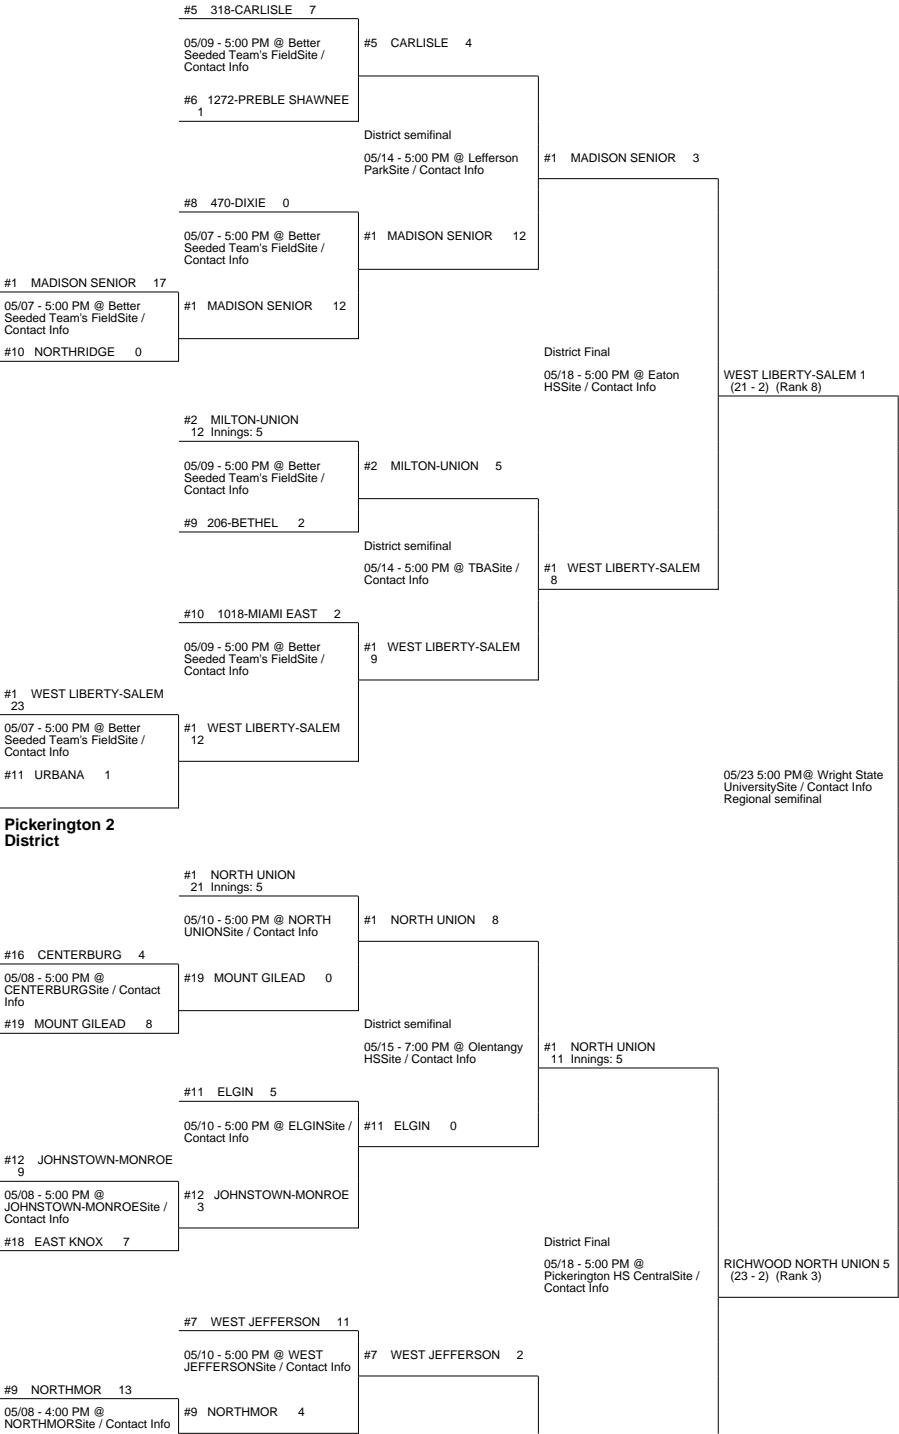 #5 318-CARLISLE 7
05/09 - 5:00 PM @ Better
Seeded Team's FieldSite /
Contact Info
#5 CARLISLE 4
#6 1272-PREBLE SHAWNEE
1
District semifinal
05/14 - 5:00 PM @ Lefferson
ParkSite / Contact Info
#1 MADISON SENIOR 3
#8 470-DIXIE 0
05/07 - 5:00 PM @ Better
Seeded Team's FieldSite /
Contact Info
#1 MADISON SENIOR 12
#1 MADISON SENIOR 17
05/07 - 5:00 PM @ Better
Seeded Team's FieldSite /
Contact Info
#1 MADISON SENIOR 12
#10 NORTHRIDGE 0
District Final
05/18 - 5:00 PM @ Eaton
HSSite / Contact Info
WEST LIBERTY-SALEM 1
(21 - 2) (Rank 8)
#2 MILTON-UNION
12 Innings: 5
05/09 - 5:00 PM @ Better
Seeded Team's FieldSite /
Contact Info
#2 MILTON-UNION 5
#9 206-BETHEL 2
District semifinal
05/14 - 5:00 PM @ TBASite /
Contact Info
#1 WEST LIBERTY-SALEM
8
#10 1018-MIAMI EAST 2
05/09 - 5:00 PM @ Better
Seeded Team's FieldSite /
Contact Info
#1 WEST LIBERTY-SALEM
9
#1 WEST LIBERTY-SALEM
23
05/07 - 5:00 PM @ Better
Seeded Team's FieldSite /
Contact Info
#1 WEST LIBERTY-SALEM
12
#11 URBANA 1
05/23 5:00 PM@ Wright State
UniversitySite / Contact Info
Regional semifinal
Pickerington 2
District
#1 NORTH UNION
21 Innings: 5
05/10 - 5:00 PM @ NORTH
UNIONSite / Contact Info
#1 NORTH UNION 8
#16 CENTERBURG 4
05/08 - 5:00 PM @
CENTERBURGSite / Contact
Info
#19 MOUNT GILEAD 0
#19 MOUNT GILEAD 8
District semifinal
05/15 - 7:00 PM @ Olentangy
HSSite / Contact Info
#1 NORTH UNION
11 Innings: 5
#11 ELGIN 5
05/10 - 5:00 PM @ ELGINSite /
Contact Info
#11 ELGIN 0
#12 JOHNSTOWN-MONROE
9
05/08 - 5:00 PM @
JOHNSTOWN-MONROESite /
Contact Info
#12 JOHNSTOWN-MONROE
3
#18 EAST KNOX 7
District Final
05/18 - 5:00 PM @
Pickerington HS CentralSite /
Contact Info
RICHWOOD NORTH UNION 5
(23 - 2) (Rank 3)
#7 WEST JEFFERSON 11
05/10 - 5:00 PM @ WEST
JEFFERSONSite / Contact Info
#7 WEST JEFFERSON 2
#9 NORTHMOR 13
05/08 - 4:00 PM @
NORTHMORSite / Contact Info
#9 NORTHMOR 4